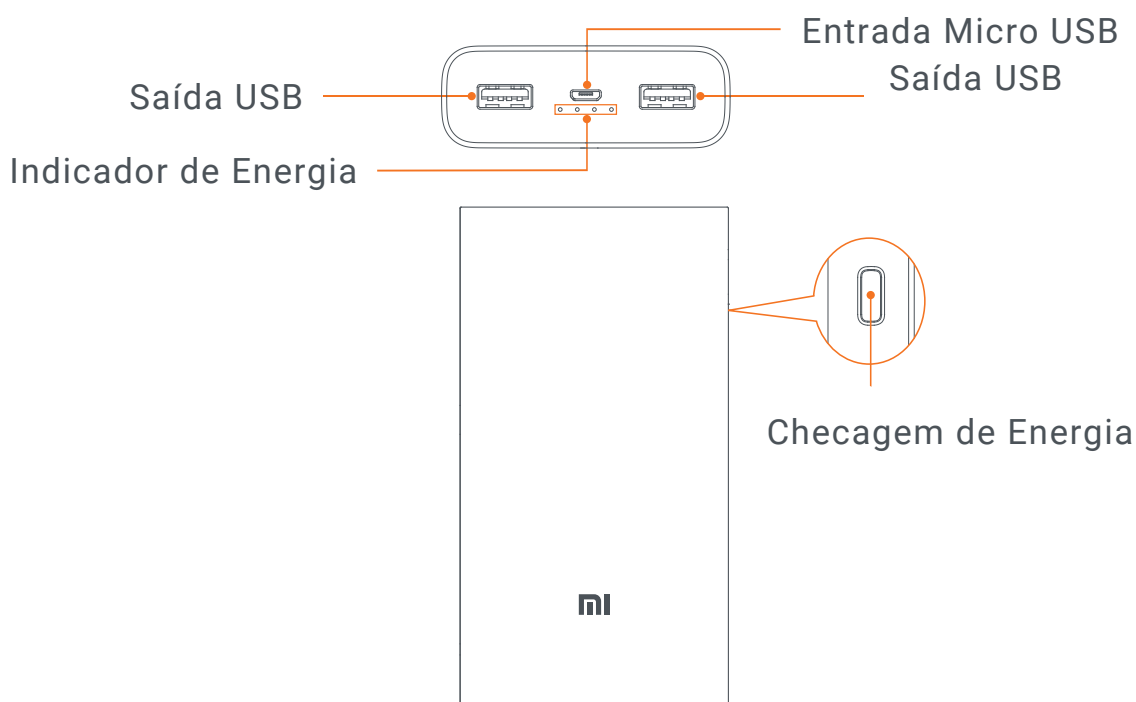 Entrada Micro USB
Saída USB
Saída USB
Indicador de Energia
Checagem de Energia
mi